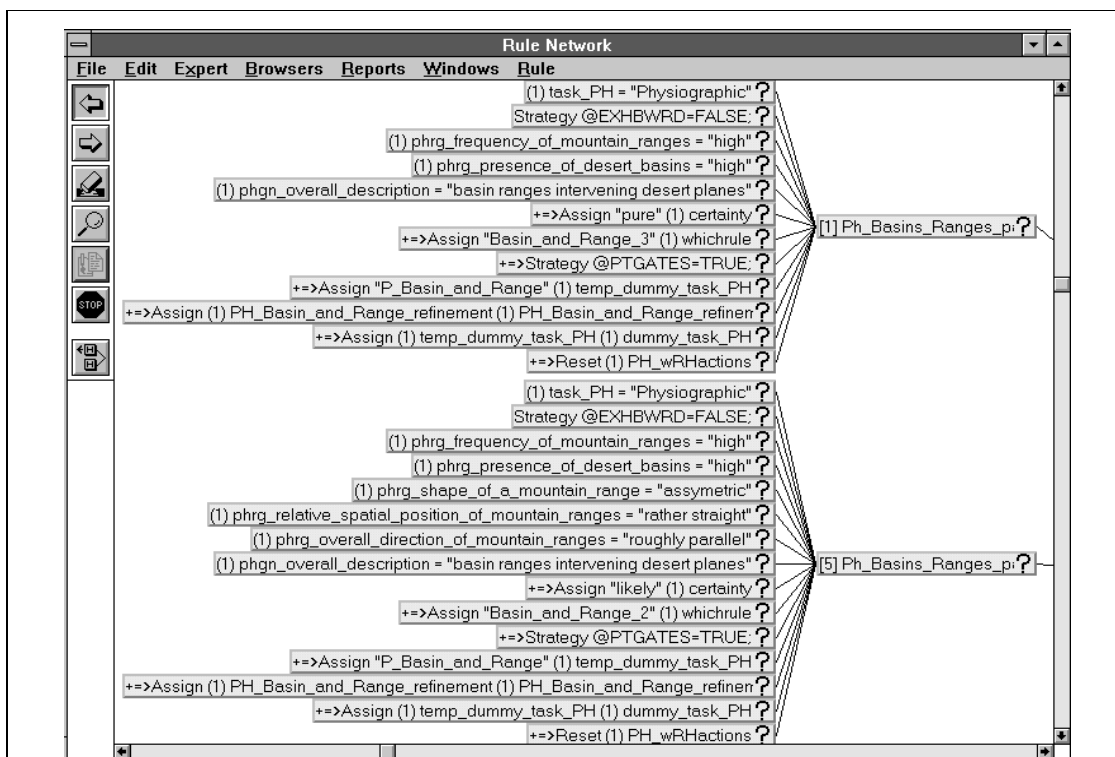 Rule Network
File Edit Expert Browsers Reports Windows Rule
(1) task_PH = "Physiographic" ?
Strategy @EXHBWRD=FALSE; ?
(1) phrg_frequency_of_mountain_ranges = "high" ?
(1) phrg_presence_of_desert_basins = "high" ?
(1) phgn_overall_description = "basin ranges intervening desert planes" ?
+=>Assign "pure" (1) certainty ?
[1] Ph_Basins_Ranges_p ?
+=>Assign "Basin_and_Range_3" (1) whichrule ?
+=>Strategy @PTGATES=TRUE; ?
+=>Assign "P_Basin_and_Range" (1) temp_dummy_task_PH ?
+=>Assign (1) PH_Basin_and_Range_refinement (1) PH_Basin_and_Range_refinem ?
STOP
+=>Assign (1) temp_dummy_task_PH (1) dummy_task_PH ?
+=>Reset (1) PH_wRHactions ?
H
H
(1) task_PH = "Physiographic" ?
Strategy @EXHBWRD=FALSE; ?
(1) phrg_frequency_of_mountain_ranges = "high" ?
(1) phrg_presence_of_desert_basins = "high" ?
(1) phrg_shape_of_a_mountain_range = "assymetric" ?
(1) phrg_relative_spatial_position_of_mountain_ranges = "rather straight" ?
(1) phrg_overall_direction_of_mountain_ranges = "roughly parallel" ?
(1) phgn_overall_description = "basin ranges intervening desert planes" ?
[5] Ph_Basins_Ranges_p ?
+=>Assign "likely" (1) certainty ?
+=>Assign "Basin_and_Range_2" (1) whichrule ?
+=>Strategy @PTGATES=TRUE; ?
+=>Assign "P_Basin_and_Range" (1) temp_dummy_task_PH ?
+=>Assign (1) PH_Basin_and_Range_refinement (1) PH_Basin_and_Range_refinem ?
+=>Assign (1) temp_dummy_task_PH (1) dummy_task_PH ?
+=>Reset (1) PH_wRHactions ?